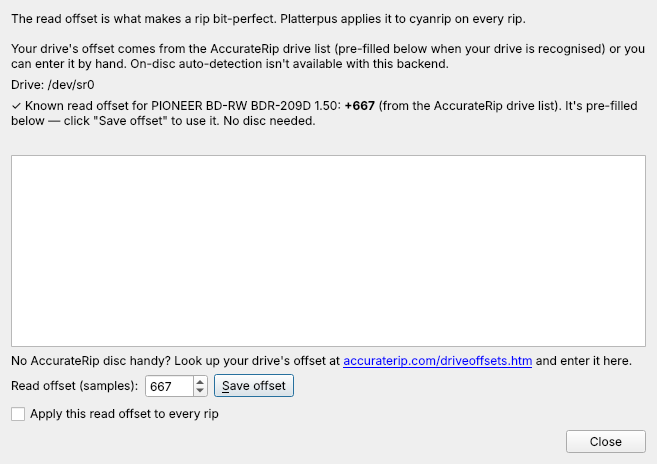 The read offset is what makes a rip bit-perfect. Platterpus applies it to cyanrip on every rip.
Your drive's offset comes from the AccurateRip drive list (pre-filled below when your drive is recognised) or you
can enter it by hand. On-disc auto-detection isn't available with this backend.
Drive: /dev/sr0
✓ Known read offset for PIONEER BD-RW BDR-209D 1.50: +667 (from the AccurateRip drive list). It's pre-filled
below — click "Save offset" to use it. No disc needed.
No AccurateRip disc handy? Look up your drive's offset at accuraterip.com/driveoffsets.htm and enter it here.
Read offset (samples): 667 Save offset
Apply this read offset to every rip
Close